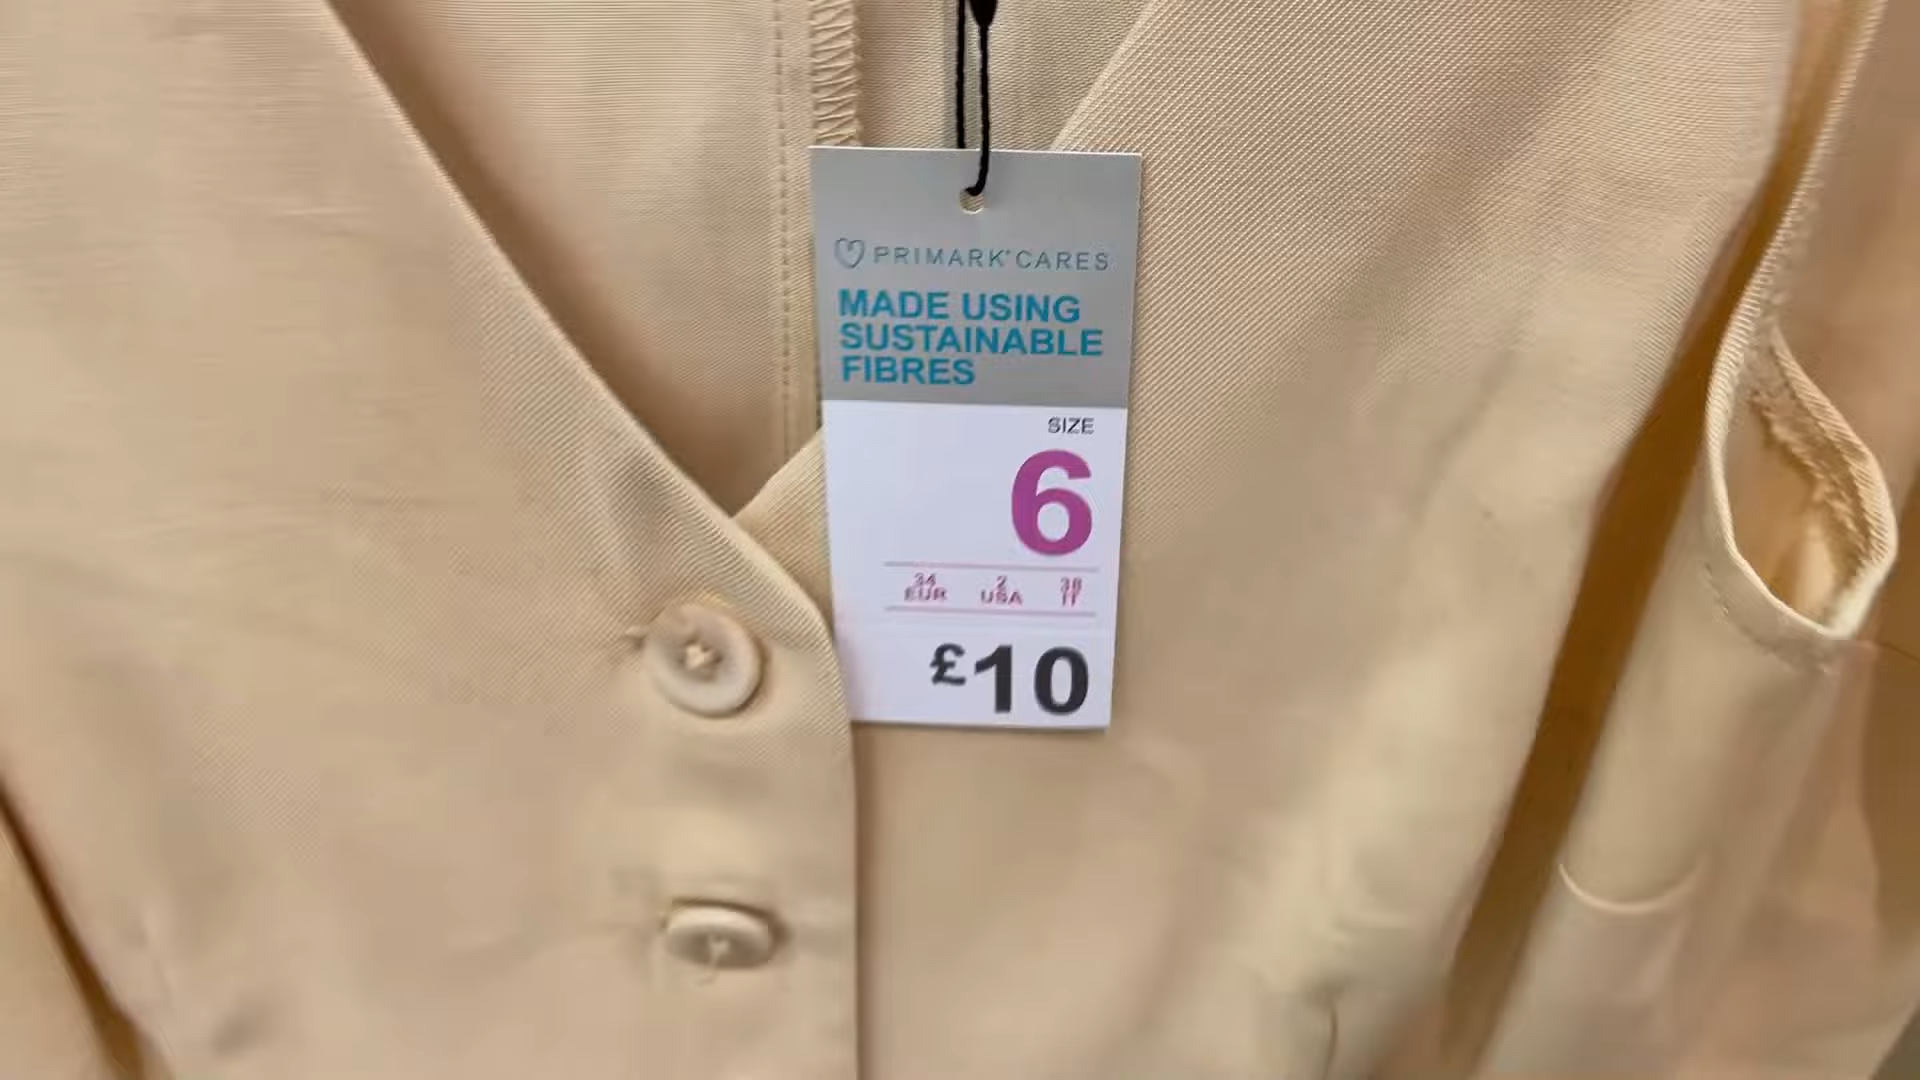 PRIMARK® CARES
MADE USING
SUSTAINABLE
FIBRES
SIZE
6
34 2 38
EUR USA IT
£10